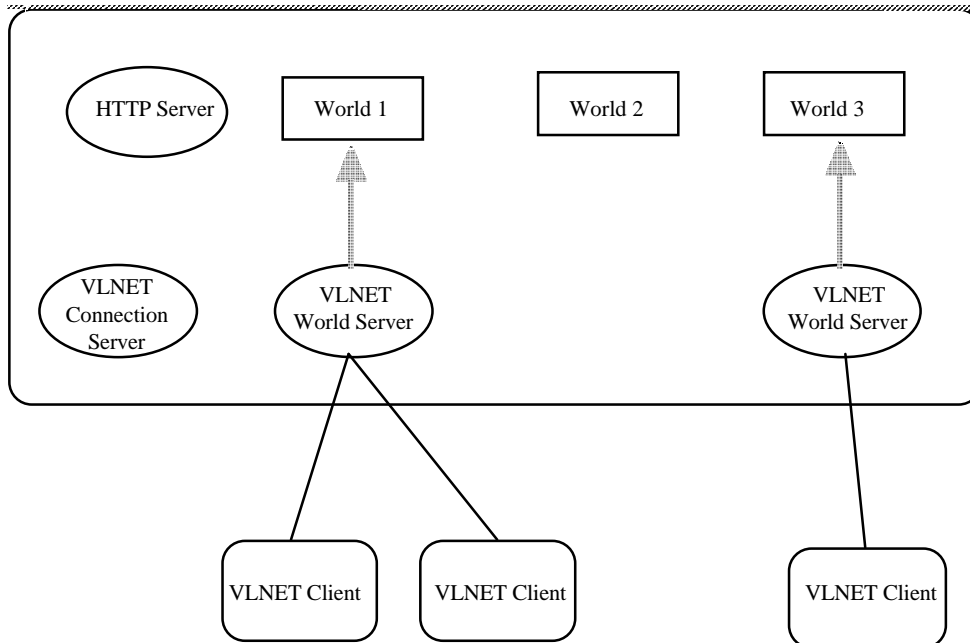 HTTP Server
World 1
World 2
World 3
VLNET
Connection
Server
VLNET
World Server
VLNET
World Server
VLNET Client
VLNET Client
VLNET Client